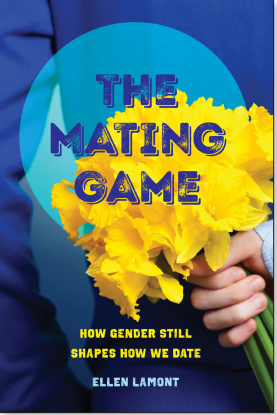 THE
MATING
GAME
HOW GENDER STILL
SHAPES HOW WE DATE
ELLEN LAMONT